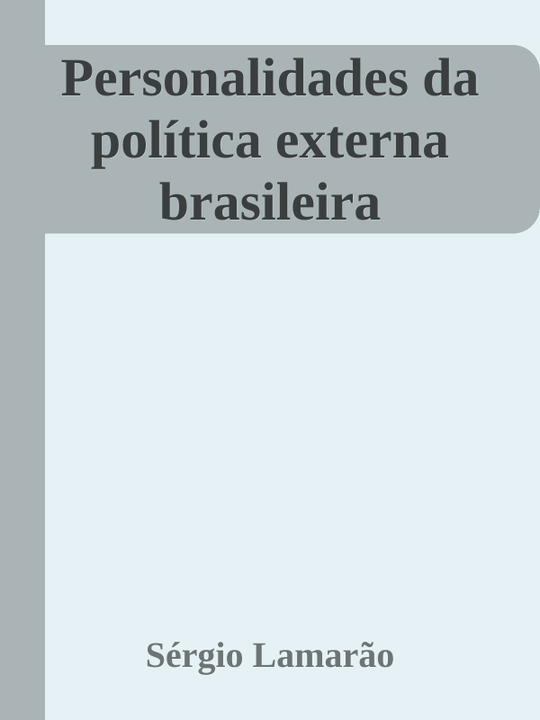 Personalidades da
política externa
brasileira
Sérgio Lamarão